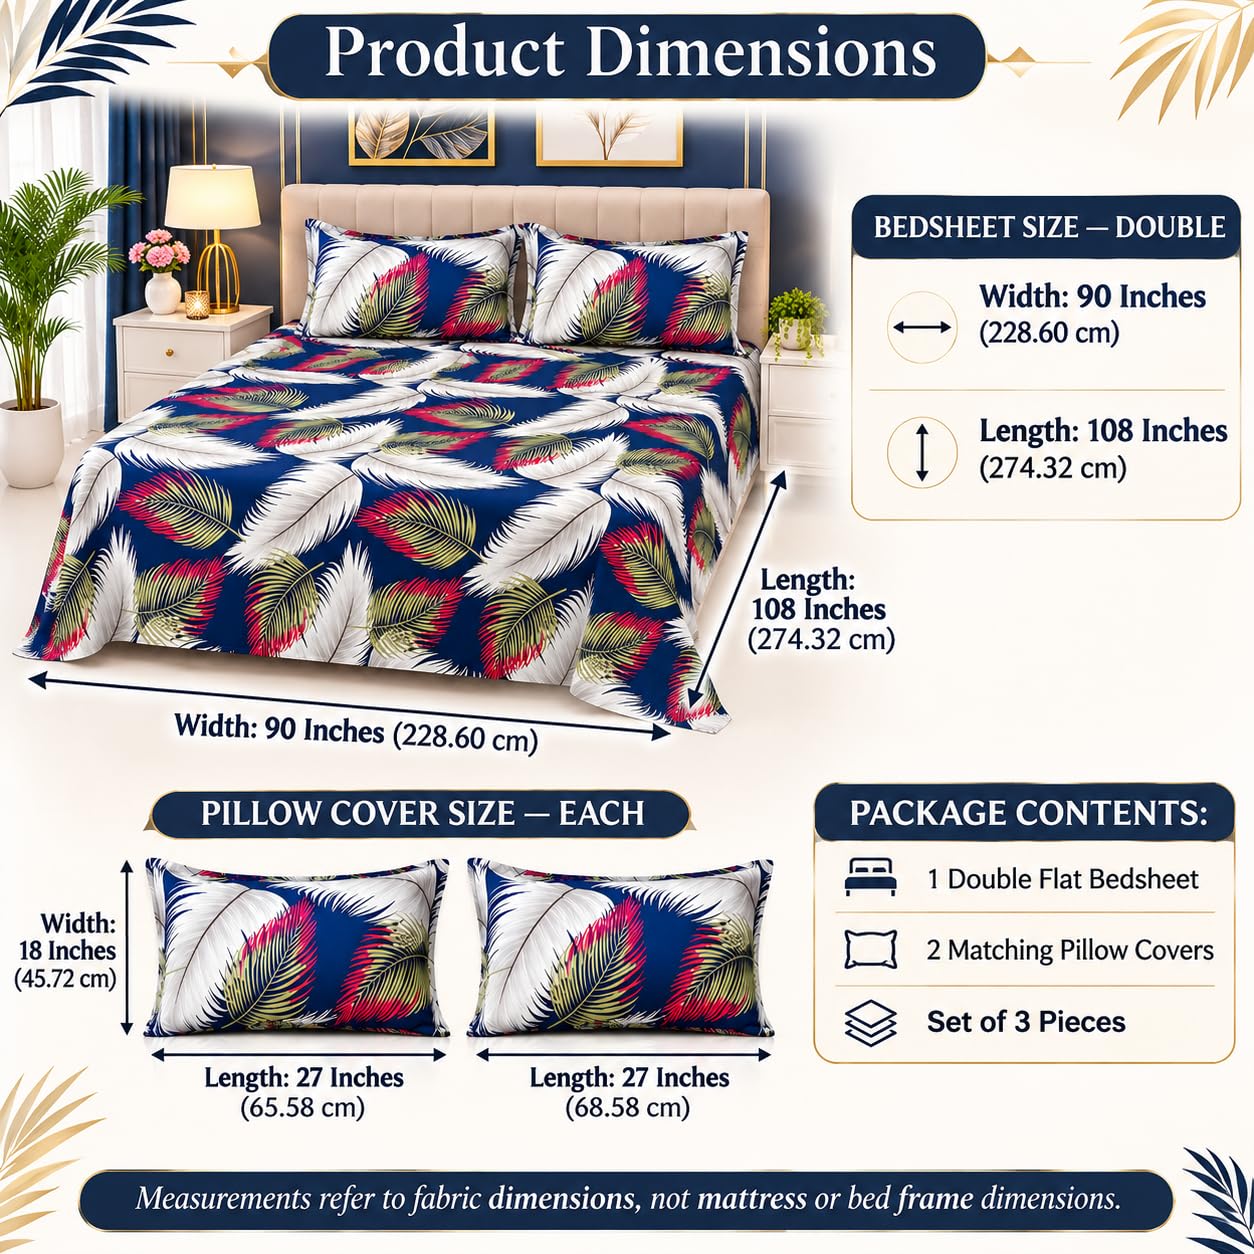 Product Dimensions
BEDSHEET SIZE — DOUBLE
Width: 90 Inches
(228.60 cm)
Length: 108 Inches
(274.32 cm)
Length:
108 Inches
(274.32 cm)
Width: 90 Inches (228.60 cm)
PILLOW COVER SIZE — EACH
Width:
18 Inches
(45.72 cm)
Length: 27 Inches
(65.58 cm)
Length: 27 Inches
(68.58 cm)
PACKAGE CONTENTS:
1 Double Flat Bedsheet
2 Matching Pillow Covers
Set of 3 Pieces
Measurements refer to fabric dimensions, not mattress or bed frame dimensions.